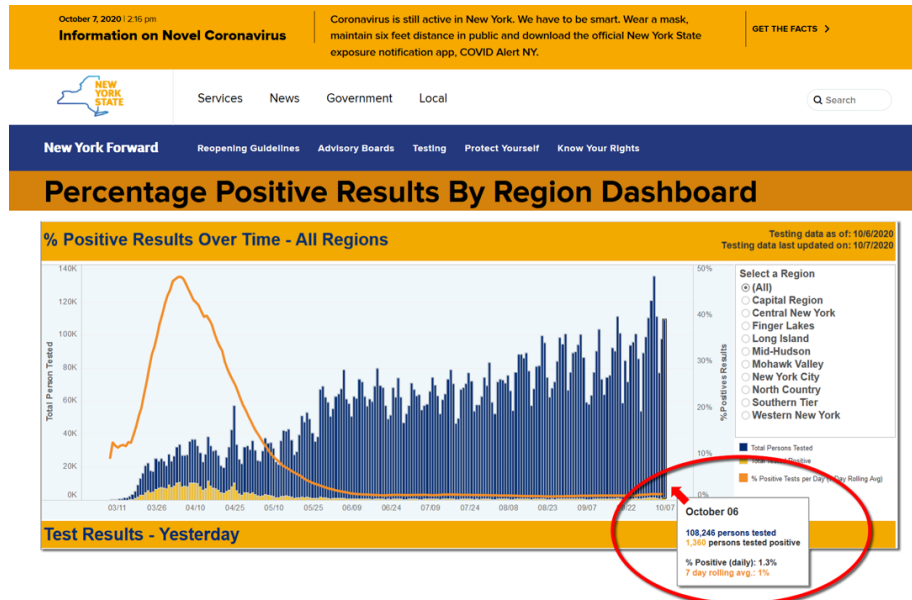 October 7, 2020 | 2:16 pm
Information on Novel Coronavirus
Coronavirus is still active in New York. We have to be smart. Wear a mask,
maintain six feet distance in public and download the official New York State
exposure notification app, COVID Alert NY.
GET THE FACTS >
NEW
YORK
STATE
Services News Government Local
Search
New York Forward
Reopening Guidelines Advisory Boards Testing Protect Yourself Know Your Rights
Percentage Positive Results By Region Dashboard
% Positive Results Over Time - All Regions
Testing data as of: 10/6/2020
Testing data last updated on: 10/7/2020
140K
120K
100K
80K
60K
40K
20K
0K
Total Person Tested
03/11 03/26 04/10 04/25 05/10 05/25 06/09 06/24 07/09 07/24 08/08 08/23 09/07 09/22 10/07
50%
40%
30%
20%
10%
0%
%Positives Results
Select a Region
(All)
Capital Region
Central New York
Finger Lakes
Long Island
Mid-Hudson
Mohawk Valley
New York City
North Country
Southern Tier
Western New York
Total Persons Tested
Total Tested Positive
% Positive Tests per Day (7 Day Rolling Avg)
October 06
108,246 persons tested
1,360 persons tested positive
% Positive (daily): 1.3%
7 day rolling avg.: 1%
Test Results - Yesterday